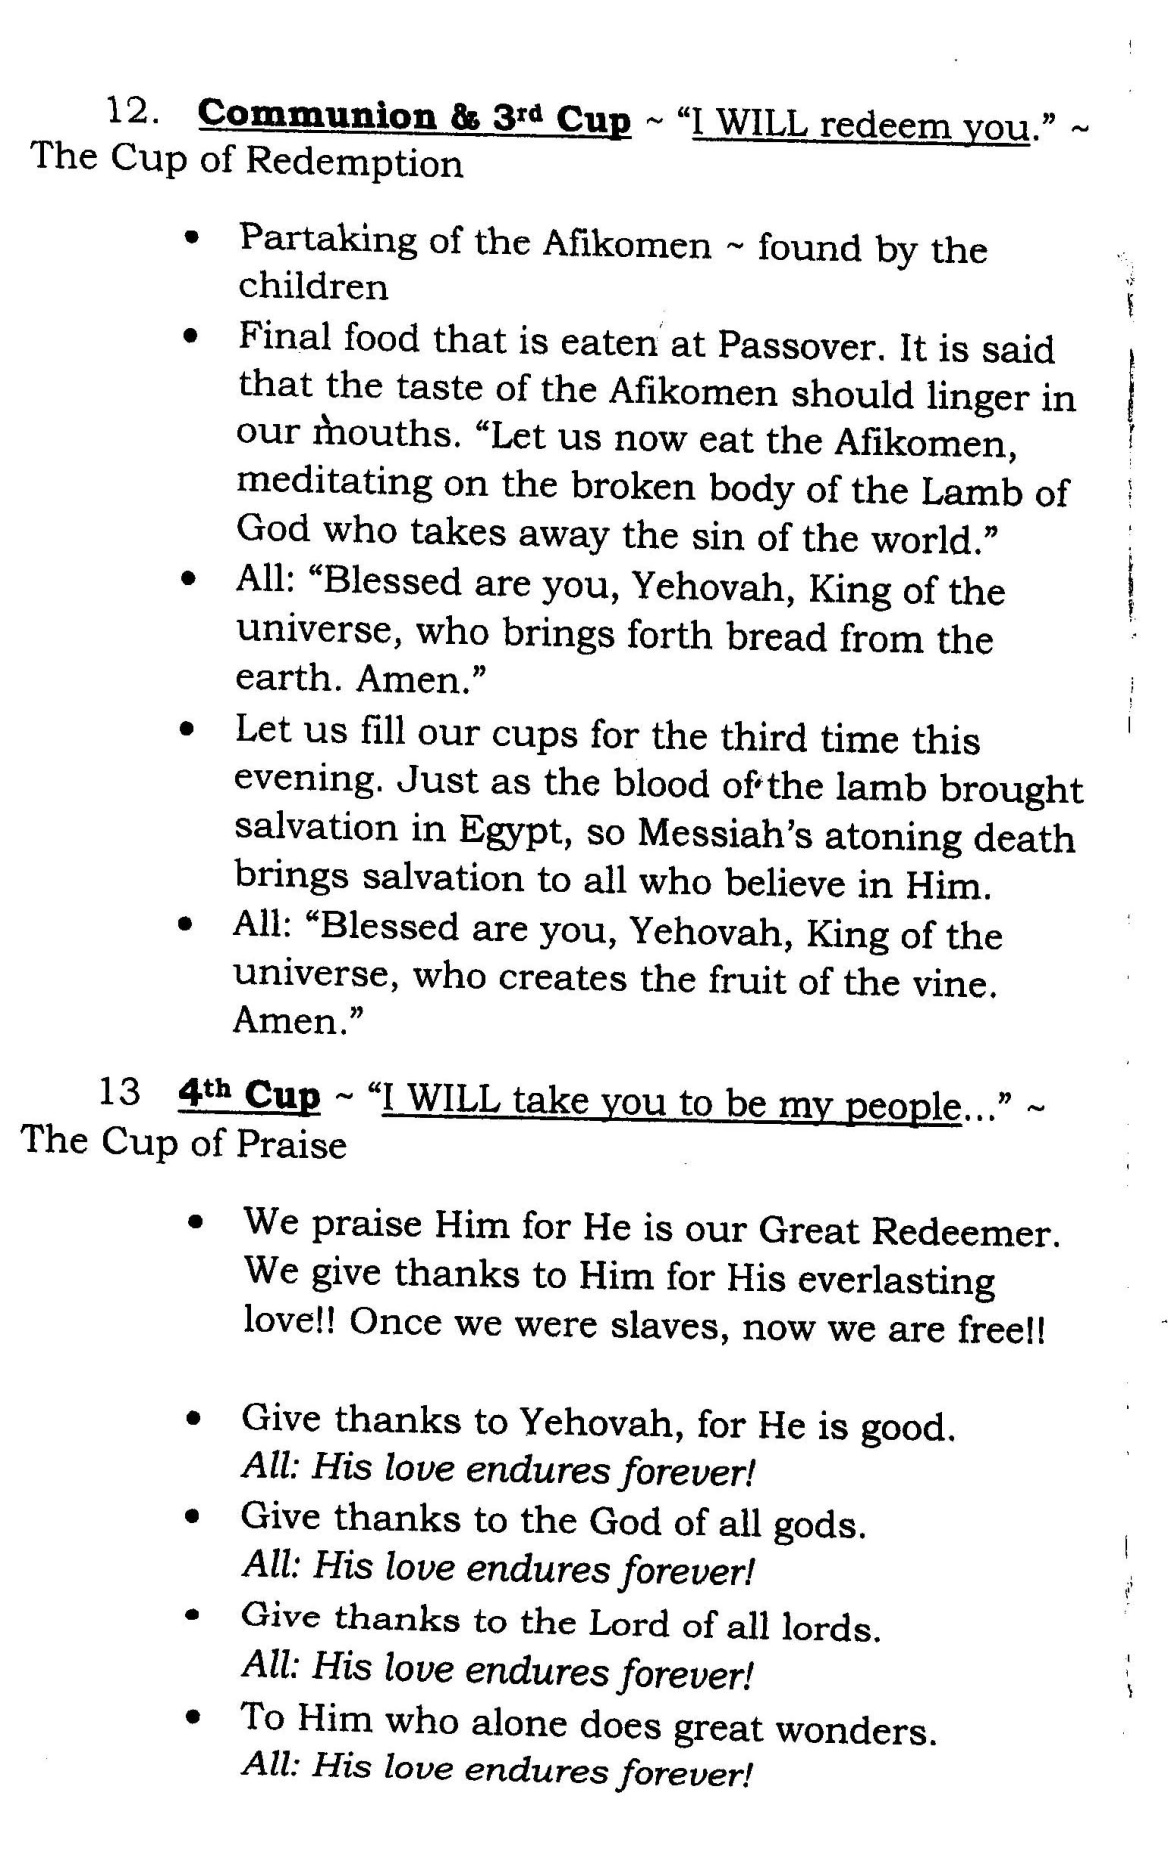 12. Communion & 3rd Cup ~ “I WILL redeem you.” ~
The Cup of Redemption
• Partaking of the Afikomen ~ found by the
children
• Final food that is eaten at Passover. It is said
that the taste of the Afikomen should linger in
our mouths. “Let us now eat the Afikomen,
meditating on the broken body of the Lamb of
God who takes away the sin of the world.”
• All: “Blessed are you, Yehovah, King of the
universe, who brings forth bread from the
earth. Amen.”
• Let us fill our cups for the third time this
evening. Just as the blood of the lamb brought
salvation in Egypt, so Messiah’s atoning death
brings salvation to all who believe in Him.
• All: “Blessed are you, Yehovah, King of the
universe, who creates the fruit of the vine.
Amen.”
13 4th Cup ~ “I WILL take you to be my people...” ~
The Cup of Praise
• We praise Him for He is our Great Redeemer.
We give thanks to Him for His everlasting
love!! Once we were slaves, now we are free!!
• Give thanks to Yehovah, for He is good.
All: His love endures forever!
• Give thanks to the God of all gods.
All: His love endures forever!
• Give thanks to the Lord of all lords.
All: His love endures forever!
• To Him who alone does great wonders.
All: His love endures forever!